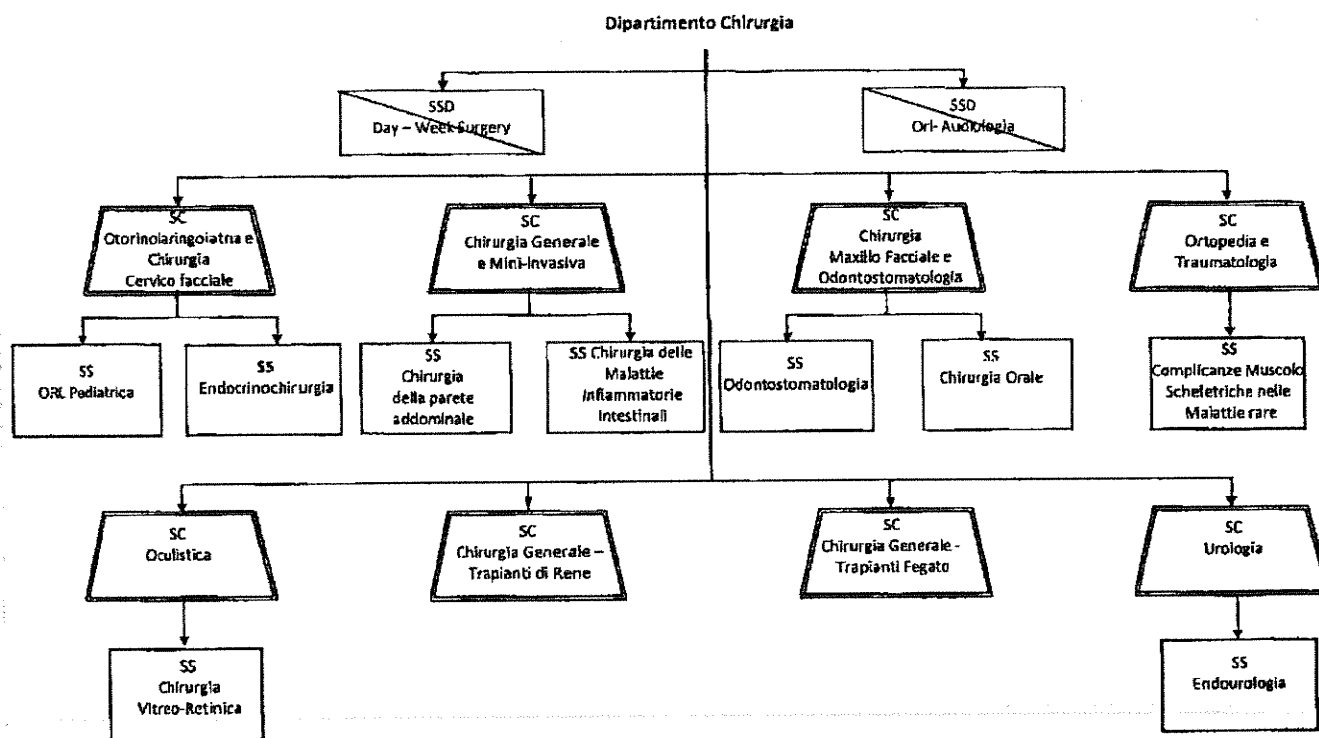 Dipartimento Chirurgia
SSD
Day – Week Surgery
SSD
Orl- Audiologia
SC
Otorinolaringoiatria e
Chirurgia
Cervico facciale
SC
Chirurgia Generale
e Mini-invasiva
SC
Chirurgia
Maxillo Facciale e
Odontostomatologia
SC
Ortopedia e
Traumatologia
SS
ORL Pediatrica
SS
Endocrinochirurgia
SS
Chirurgia
della parete
addominale
SS Chirurgia delle
Malattie
Infiammatorie
Intestinali
SS
Odontostomatologia
SS
Chirurgia Orale
SS
Complicanze Muscolo
Scheletriche nelle
Malattie rare
SC
Oculistica
SC
Chirurgia Generale –
Trapianti di Rene
SC
Chirurgia Generale -
Trapianti Fegato
SC
Urologia
SS
Chirurgia
Vitreo-Retinica
SS
Endourologia